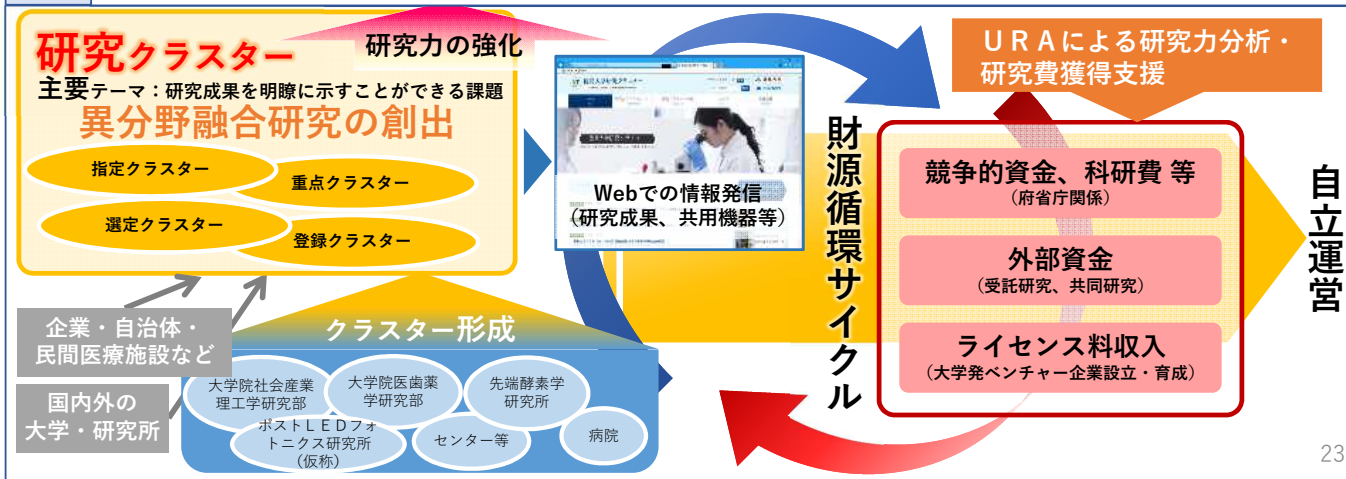 研究力の強化
研究クラスター
主要テーマ：研究成果を明瞭に示すことができる課題
異分野融合研究の創出
指定クラスター
重点クラスター
選定クラスター
登録クラスター
企業・自治体・
民間医療施設など
国内外の
大学・研究所
クラスター形成
大学院社会産業
理工学研究部
大学院医歯薬
学研究部
先端酵素学
研究所
ポストＬＥＤフォ
トニクス研究所
（仮称）
センター等
病院
Webでの情報発信
（研究成果、共用機器等）
財源循環サイクル
ＵＲＡによる研究力分析・
研究費獲得支援
競争的資金、科研費 等
（府省庁関係）
外部資金
（受託研究、共同研究）
ライセンス料収入
（大学発ベンチャー企業設立・育成）
自立運営
23